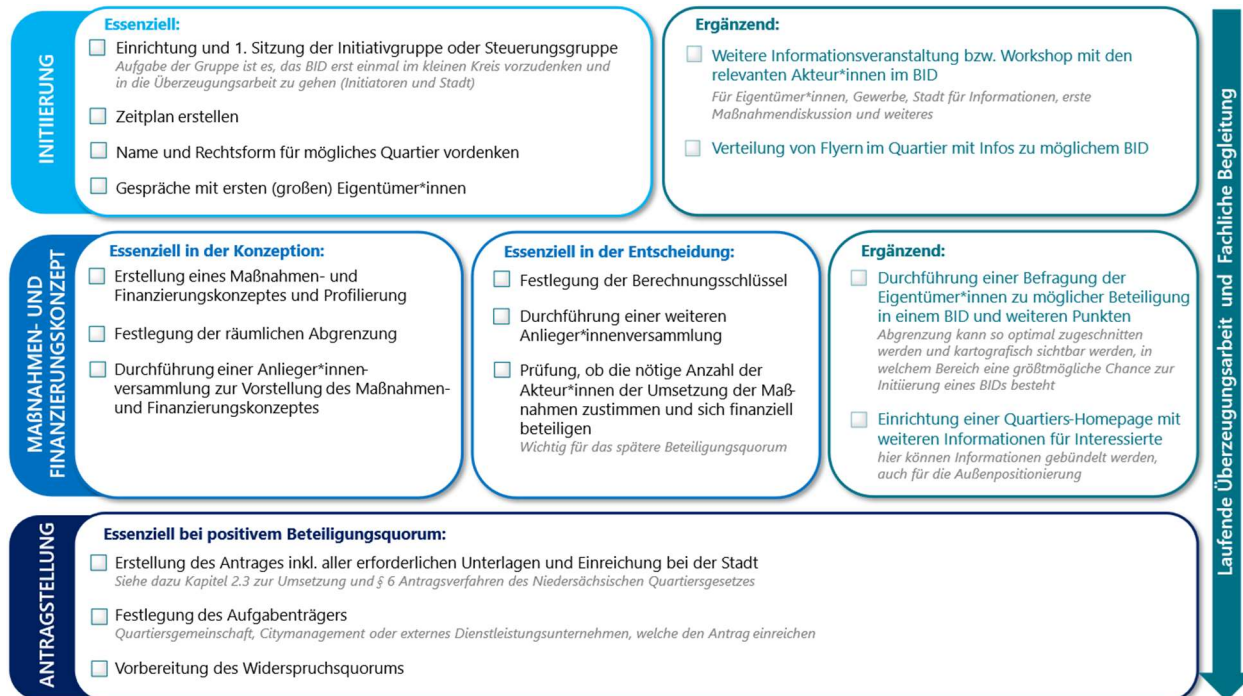 INITIIERUNG
Essenziell:
Einrichtung und 1. Sitzung der Initiativgruppe oder Steuerungsgruppe
Aufgabe der Gruppe ist es, das BID erst einmal im kleinen Kreis vorzudenken und
in die Überzeugungsarbeit zu gehen (Initiatoren und Stadt)
Zeitplan erstellen
Name und Rechtsform für mögliches Quartier vordenken
Gespräche mit ersten (großen) Eigentümer*innen
Ergänzend:
Weitere Informationsveranstaltung bzw. Workshop mit den
relevanten Akteur*innen im BID
Für Eigentümer*innen, Gewerbe, Stadt für Informationen, erste
Maßnahmendiskussion und weiteres
Verteilung von Flyern im Quartier mit Infos zu möglichem BID
MAßNAHMEN- UND
FINANZIERUNGSKONZEPT
Essenziell in der Konzeption:
Erstellung eines Maßnahmen- und
Finanzierungskonzeptes und Profilierung
Festlegung der räumlichen Abgrenzung
Durchführung einer Anlieger*innen-
versammlung zur Vorstellung des Maßnahmen-
und Finanzierungskonzeptes
Essenziell in der Entscheidung:
Festlegung der Berechnungsschlüssel
Durchführung einer weiteren
Anlieger*innenversammlung
Prüfung, ob die nötige Anzahl der
Akteur*innen der Umsetzung der Maß-
nahmen zustimmen und sich finanziell
beteiligen
Wichtig für das spätere Beteiligungsquorum
Ergänzend:
Durchführung einer Befragung der
Eigentümer*innen zu möglicher Beteiligung
in einem BID und weiteren Punkten
Abgrenzung kann so optimal zugeschnitten
werden und kartografisch sichtbar werden, in
welchem Bereich eine größtmögliche Chance zur
Initiierung eines BIDs besteht
Einrichtung einer Quartiers-Homepage mit
weiteren Informationen für Interessierte
hier können Informationen gebündelt werden,
auch für die Außenpositionierung
ANTRAGSTELLUNG
Essenziell bei positivem Beteiligungsquorum:
Erstellung des Antrages inkl. aller erforderlichen Unterlagen und Einreichung bei der Stadt
Siehe dazu Kapitel 2.3 zur Umsetzung und § 6 Antragsverfahren des Niedersächsischen Quartiersgesetzes
Festlegung des Aufgabenträgers
Quartiersgemeinschaft, Citymanagement oder externes Dienstleistungsunternehmen, welche den Antrag einreichen
Vorbereitung des Widerspruchsquorums
Laufende Überzeugungsarbeit und Fachliche Begleitung